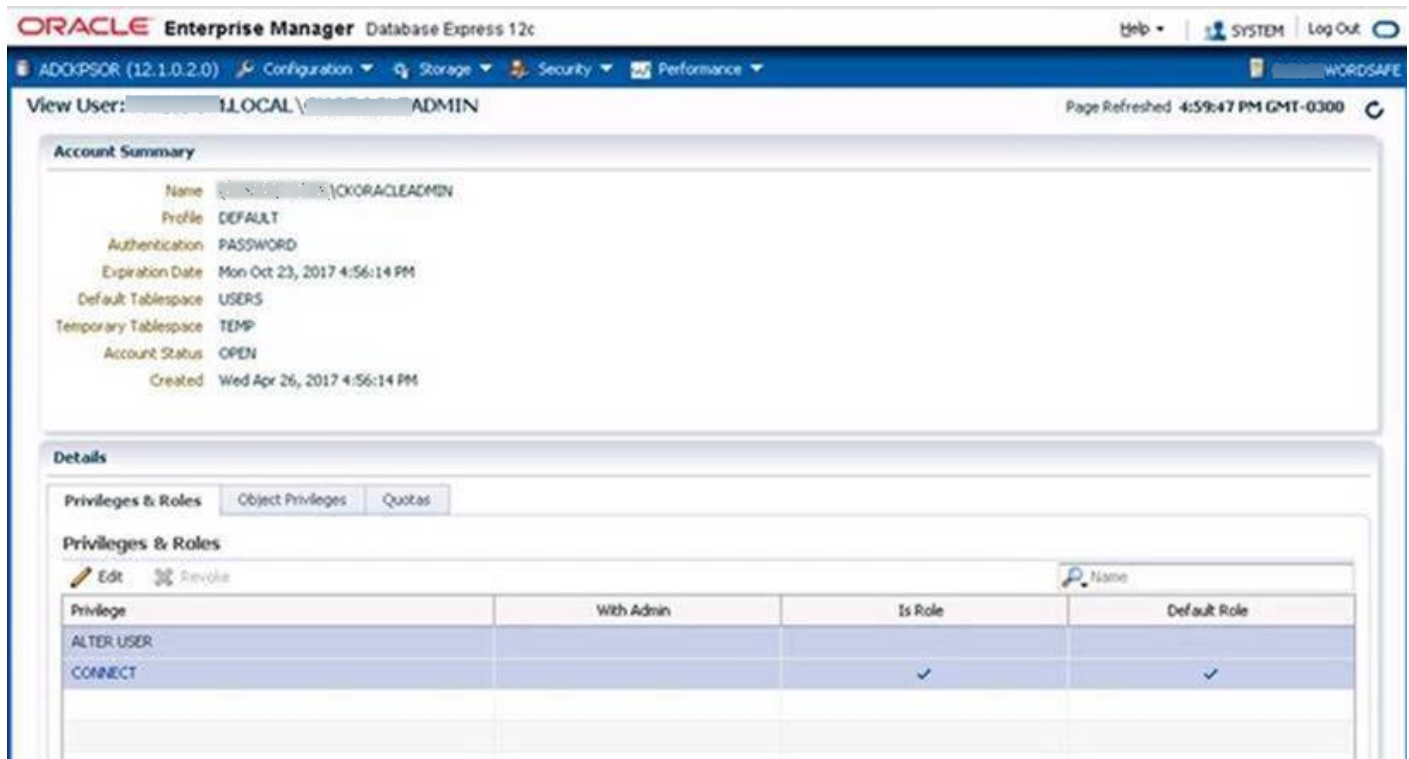 ORACLE Enterprise Manager Database Express 12c
Help SYSTEM Log Out
ADCKPSOR (12.1.0.2.0) Configuration Storage Security Performance WORDSAFE
View User: LOCAL\ ADMIN
Page Refreshed 4:59:47 PM GMT-0300
Account Summary
Name \CKORACLEADMIN
Profile DEFAULT
Authentication PASSWORD
Expiration Date Mon Oct 23, 2017 4:56:14 PM
Default Tablespace USERS
Temporary Tablespace TEMP
Account Status OPEN
Created Wed Apr 26, 2017 4:56:14 PM
Details
Privileges & Roles Object Privileges Quotas
Privileges & Roles
Edit Revoke Name
Privilege With Admin Is Role Default Role
ALTER USER
CONNECT